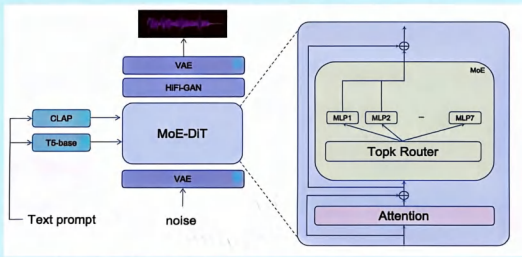 VAE
HIFI-GAN
MoE
CLAP
MLP1
MLP2
MLP7
MoE-DiT
T5-base
Topk Router
VAE
Text prompt
noise
Attention